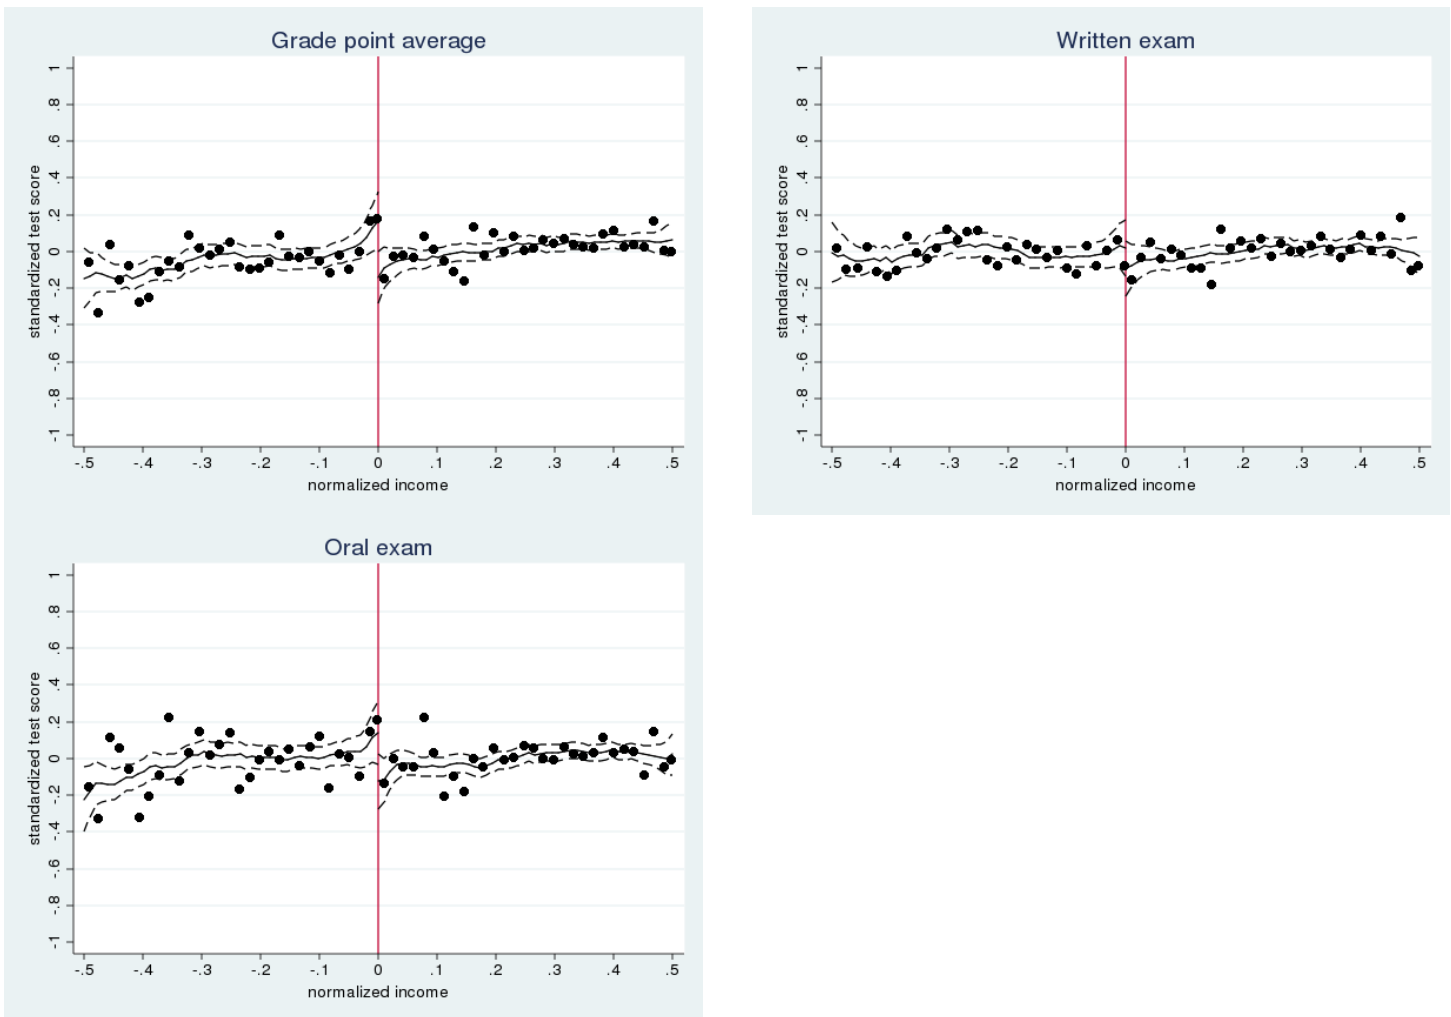 Grade point average
standardized test score
1
.8
.6
.4
.2
0
-.2
-.4
-.6
-.8
-1
-.5 -.4 -.3 -.2 -.1 0 .1 .2 .3 .4 .5
normalized income
Written exam
standardized test score
1
.8
.6
.4
.2
0
-.2
-.4
-.6
-.8
-1
-.5 -.4 -.3 -.2 -.1 0 .1 .2 .3 .4 .5
normalized income
Oral exam
standardized test score
1
.8
.6
.4
.2
0
-.2
-.4
-.6
-.8
-1
-.5 -.4 -.3 -.2 -.1 0 .1 .2 .3 .4 .5
normalized income